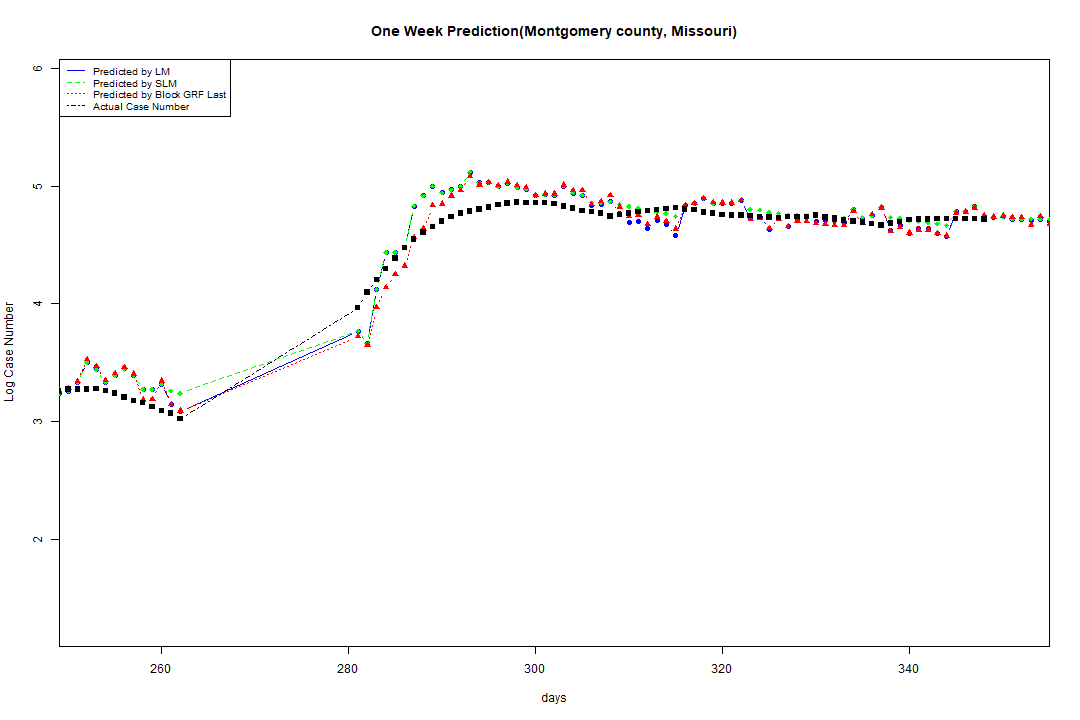 One Week Prediction(Montgomery county, Missouri)
Predicted by LM
Predicted by SLM
Predicted by Block GRF Last
Actual Case Number
6
5
4
3
2
Log Case Number
260 280 300 320 340
days